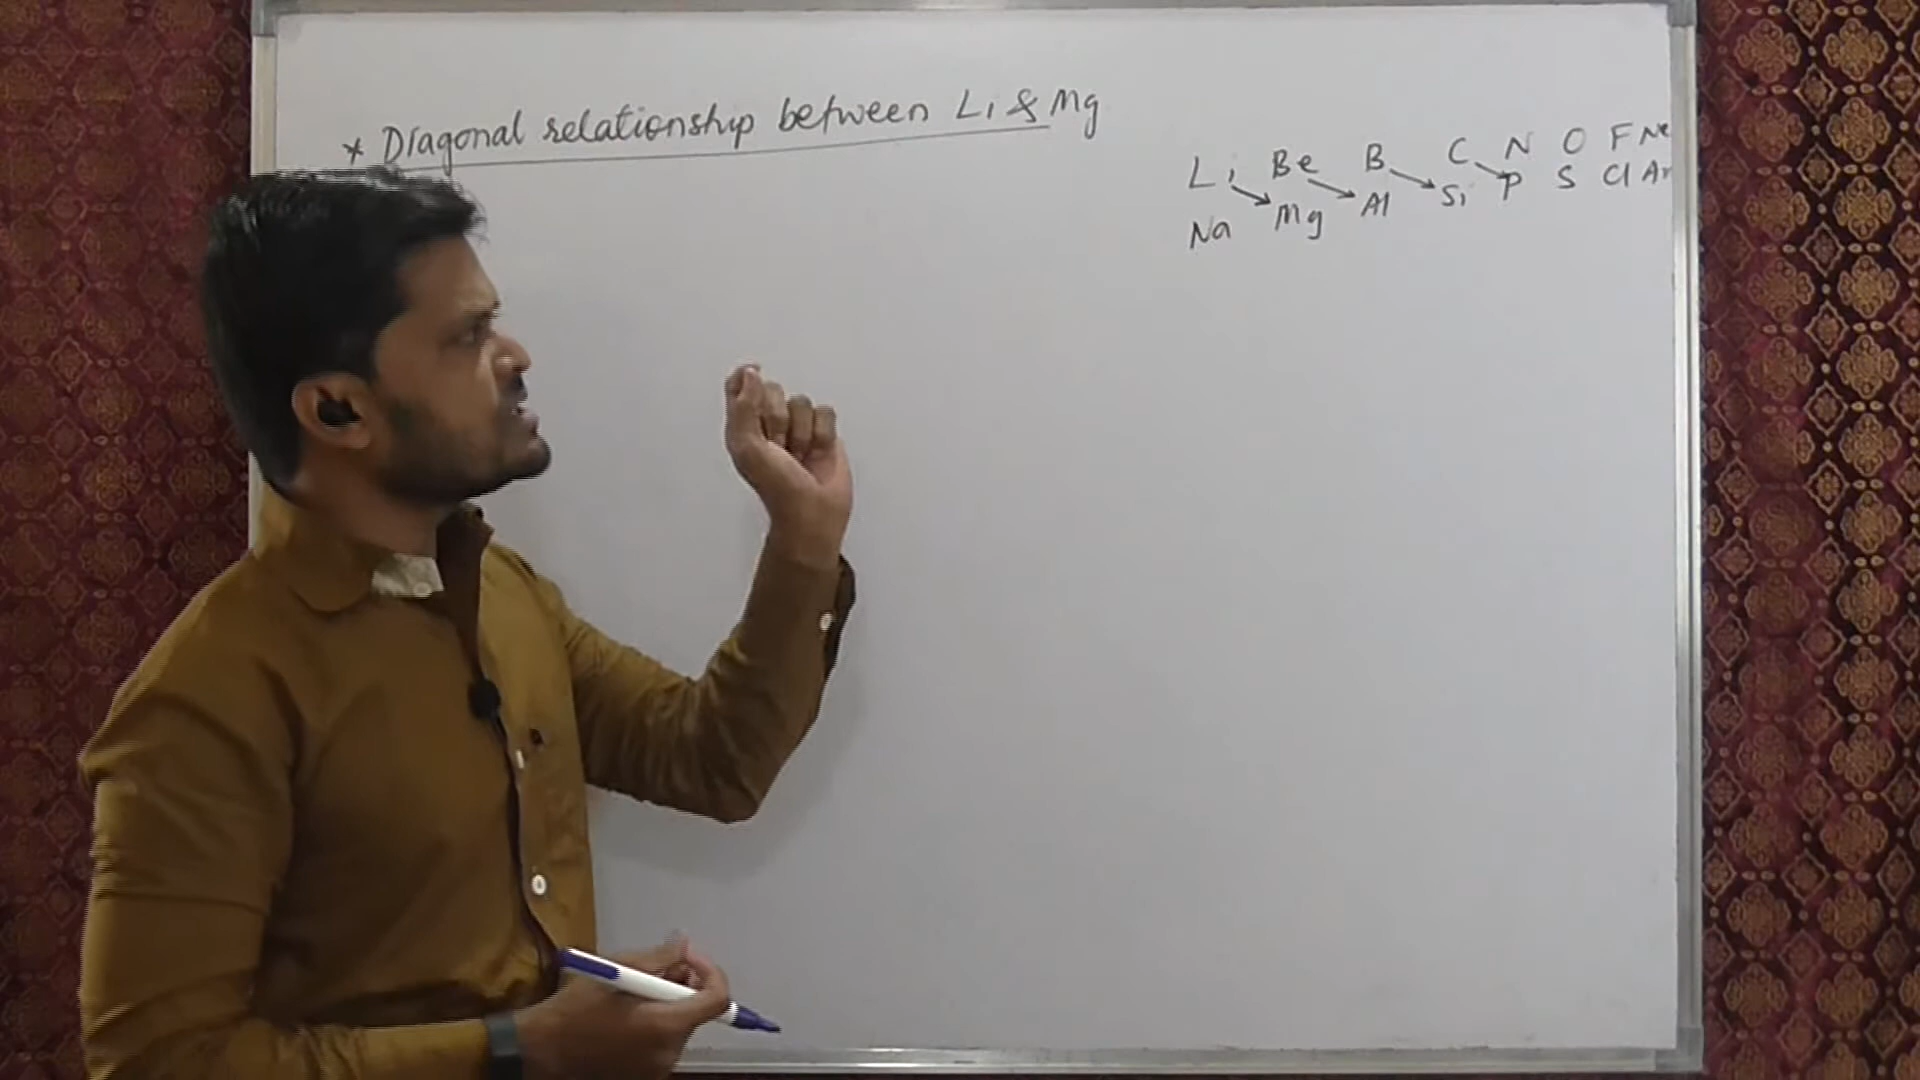 * Diagonal relationship between Li & Mg
Li Be B C N O F Ne
Na Mg Al Si P S Cl Ar